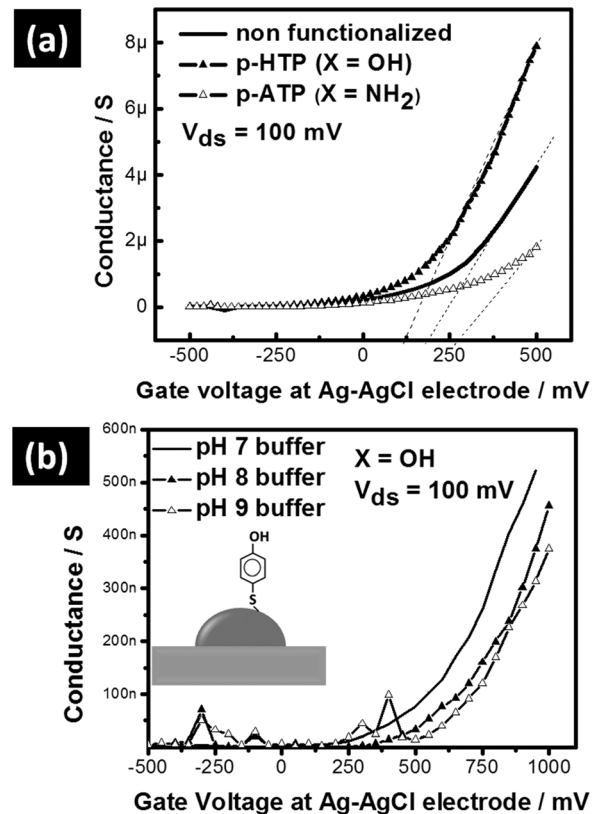 (a)
non functionalized
p-HTP (X = OH)
p-ATP (X = NH2)
Vds = 100 mV
Conductance / S
8µ
6µ
4µ
2µ
0
-500 -250 0 250 500
Gate voltage at Ag-AgCl electrode / mV
(b)
600n
500n
400n
300n
200n
100n
pH 7 buffer
pH 8 buffer
pH 9 buffer
X = OH
Vds = 100 mV
OH
S
Conductance / S
-500 -250 0 250 500 750 1000
Gate Voltage at Ag-AgCl electrode / mV